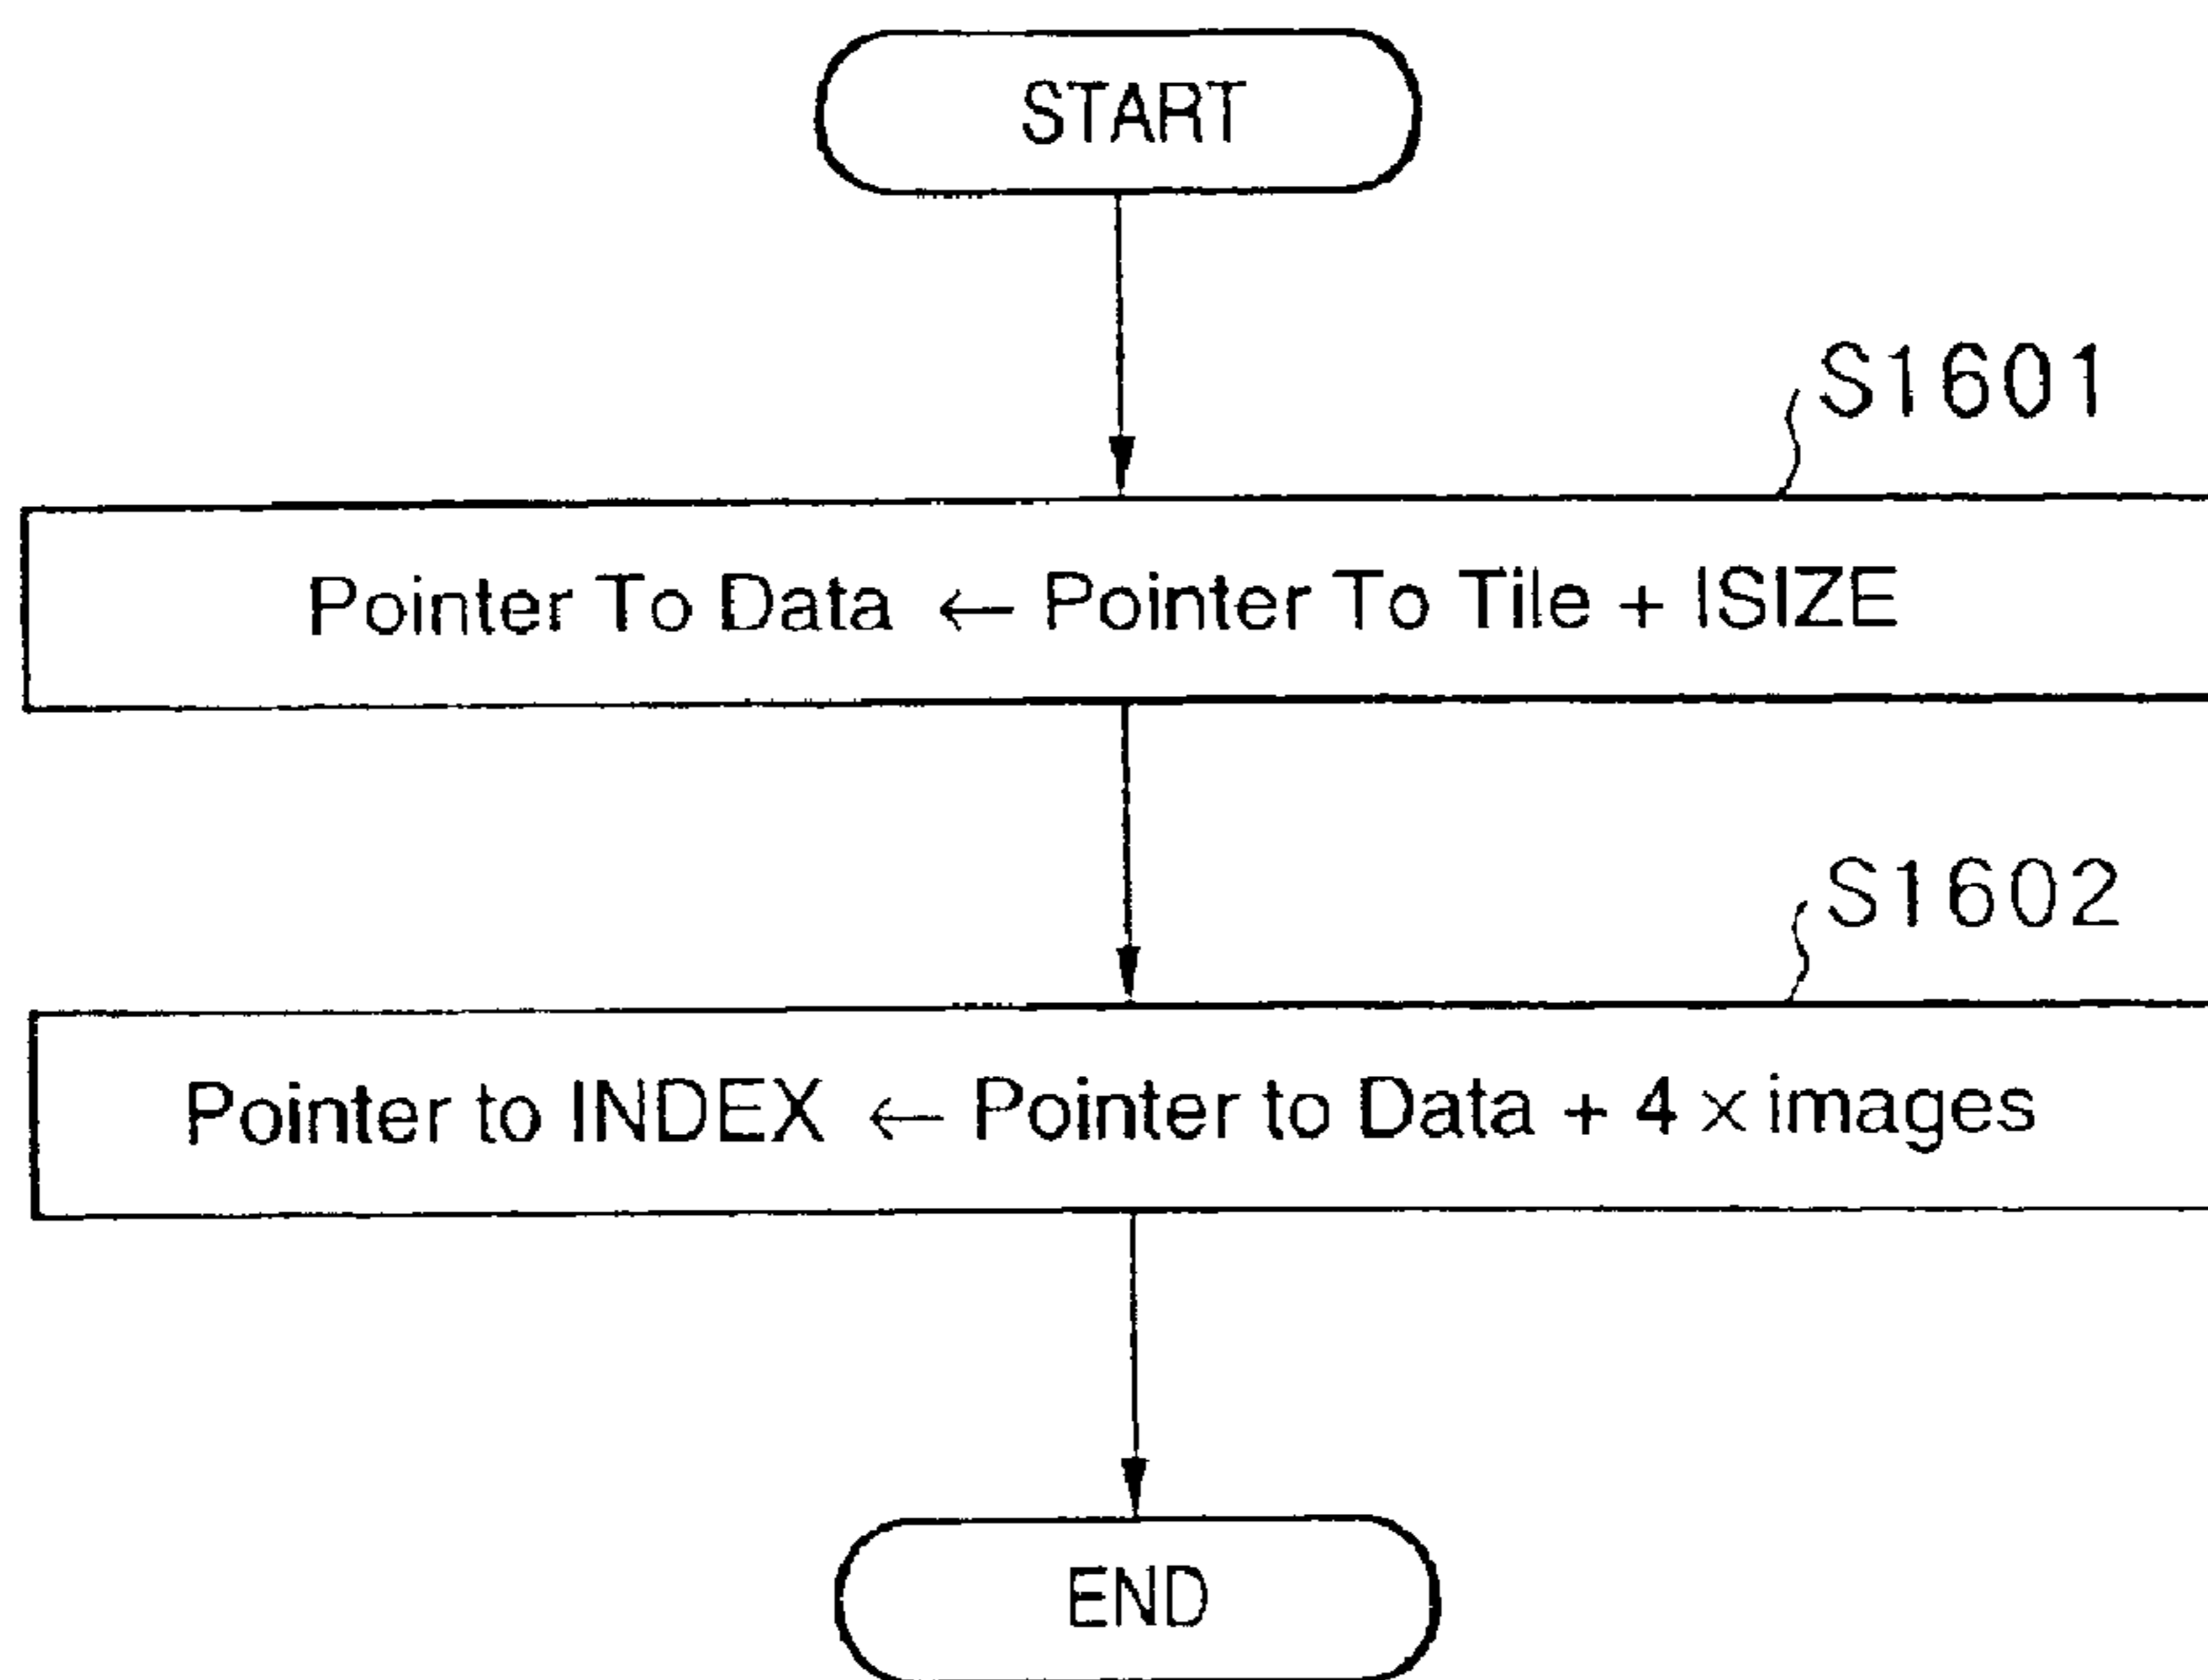 START
S1601
Pointer To Data ← Pointer To Tile + ISIZE
S1602
Pointer to INDEX ← Pointer to Data + 4 × images
END